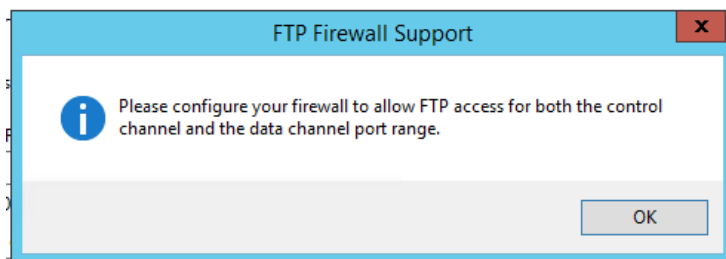 FTP Firewall Support
x
Please configure your firewall to allow FTP access for both the control
channel and the data channel port range.
OK